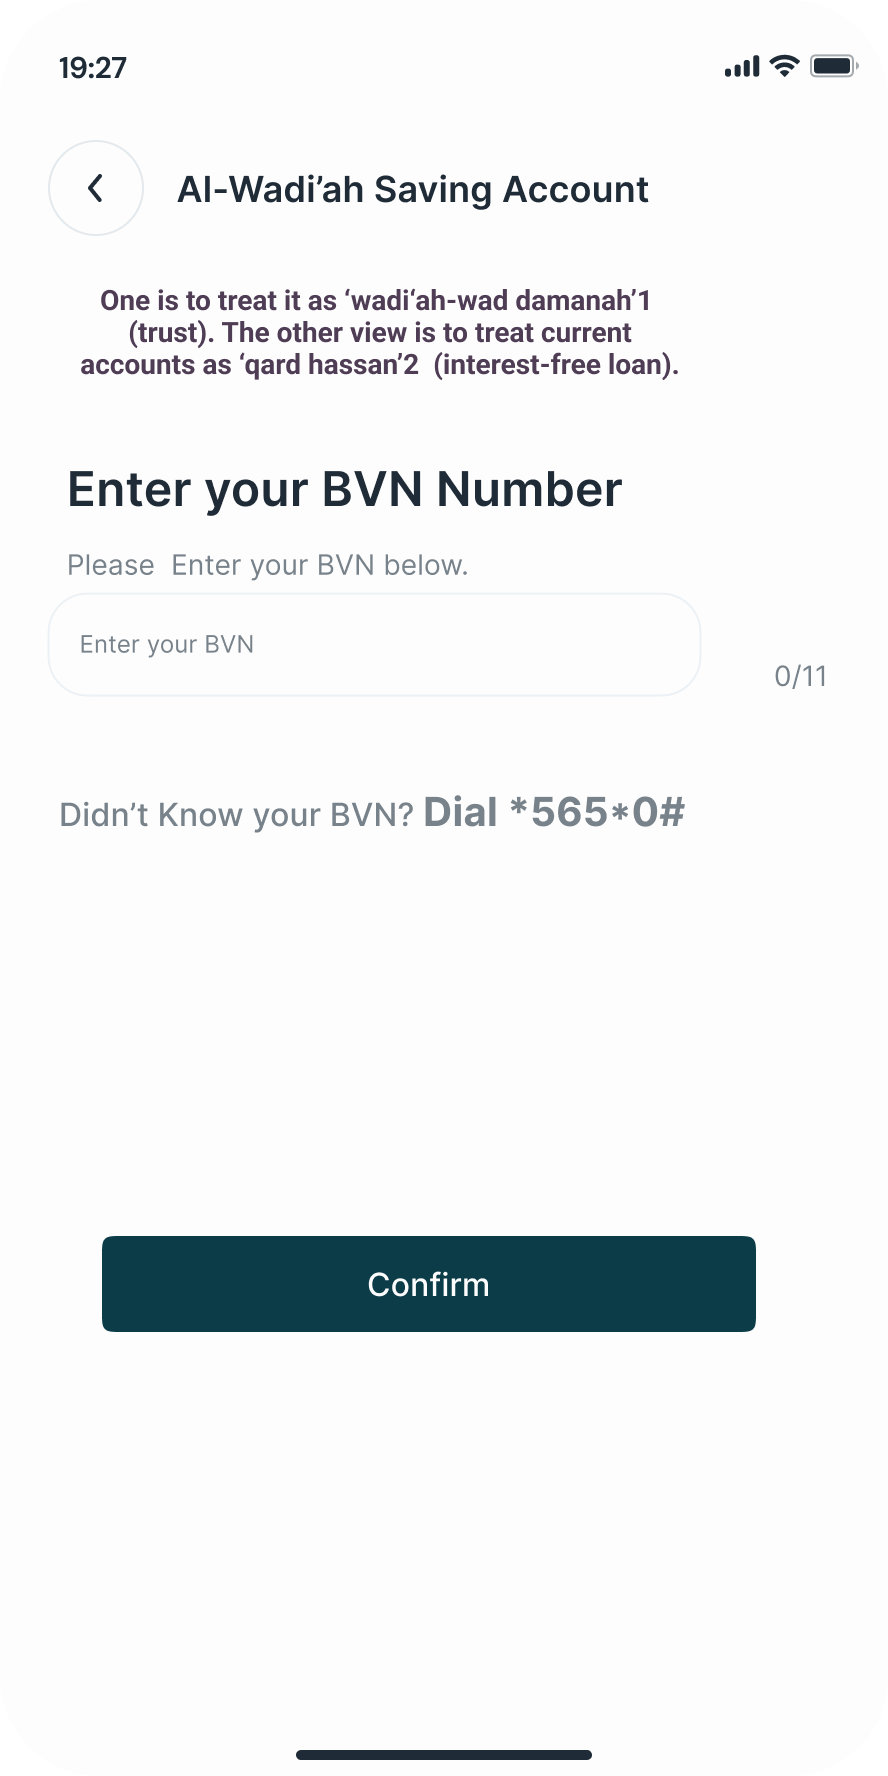 19:27
Al-Wadi’ah Saving Account
One is to treat it as ‘wadi‘ah-wad damanah’1
(trust). The other view is to treat current
accounts as ‘qard hassan’2  (interest-free loan).
Enter your BVN Number
Please  Enter your BVN below.
Enter your BVN
0/11
Didn’t Know your BVN? Dial *565*0#
Confirm